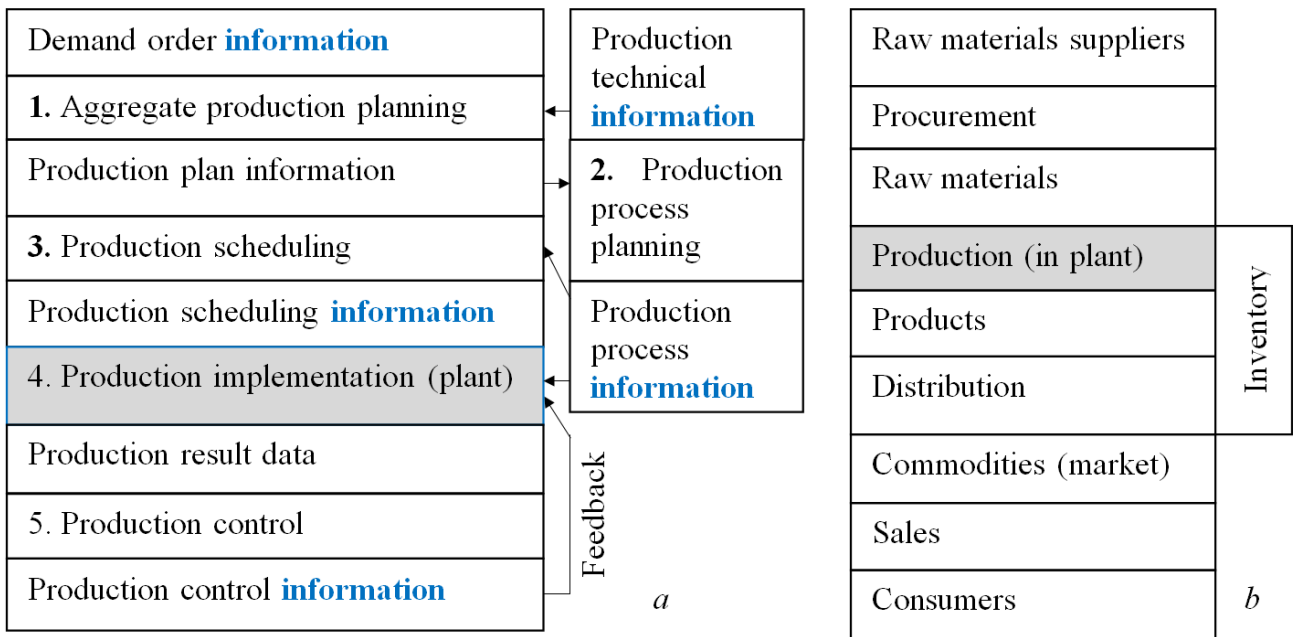 Demand order information
1. Aggregate production planning
Production plan information
3. Production scheduling
Production scheduling information
4. Production implementation (plant)
Production result data
5. Production control
Production control information
Production
technical
information
2. Production
process
planning
Production
process
information
Feedback
a
Raw materials suppliers
Procurement
Raw materials
Production (in plant)
Products
Distribution
Commodities (market)
Sales
Consumers
Inventory
b